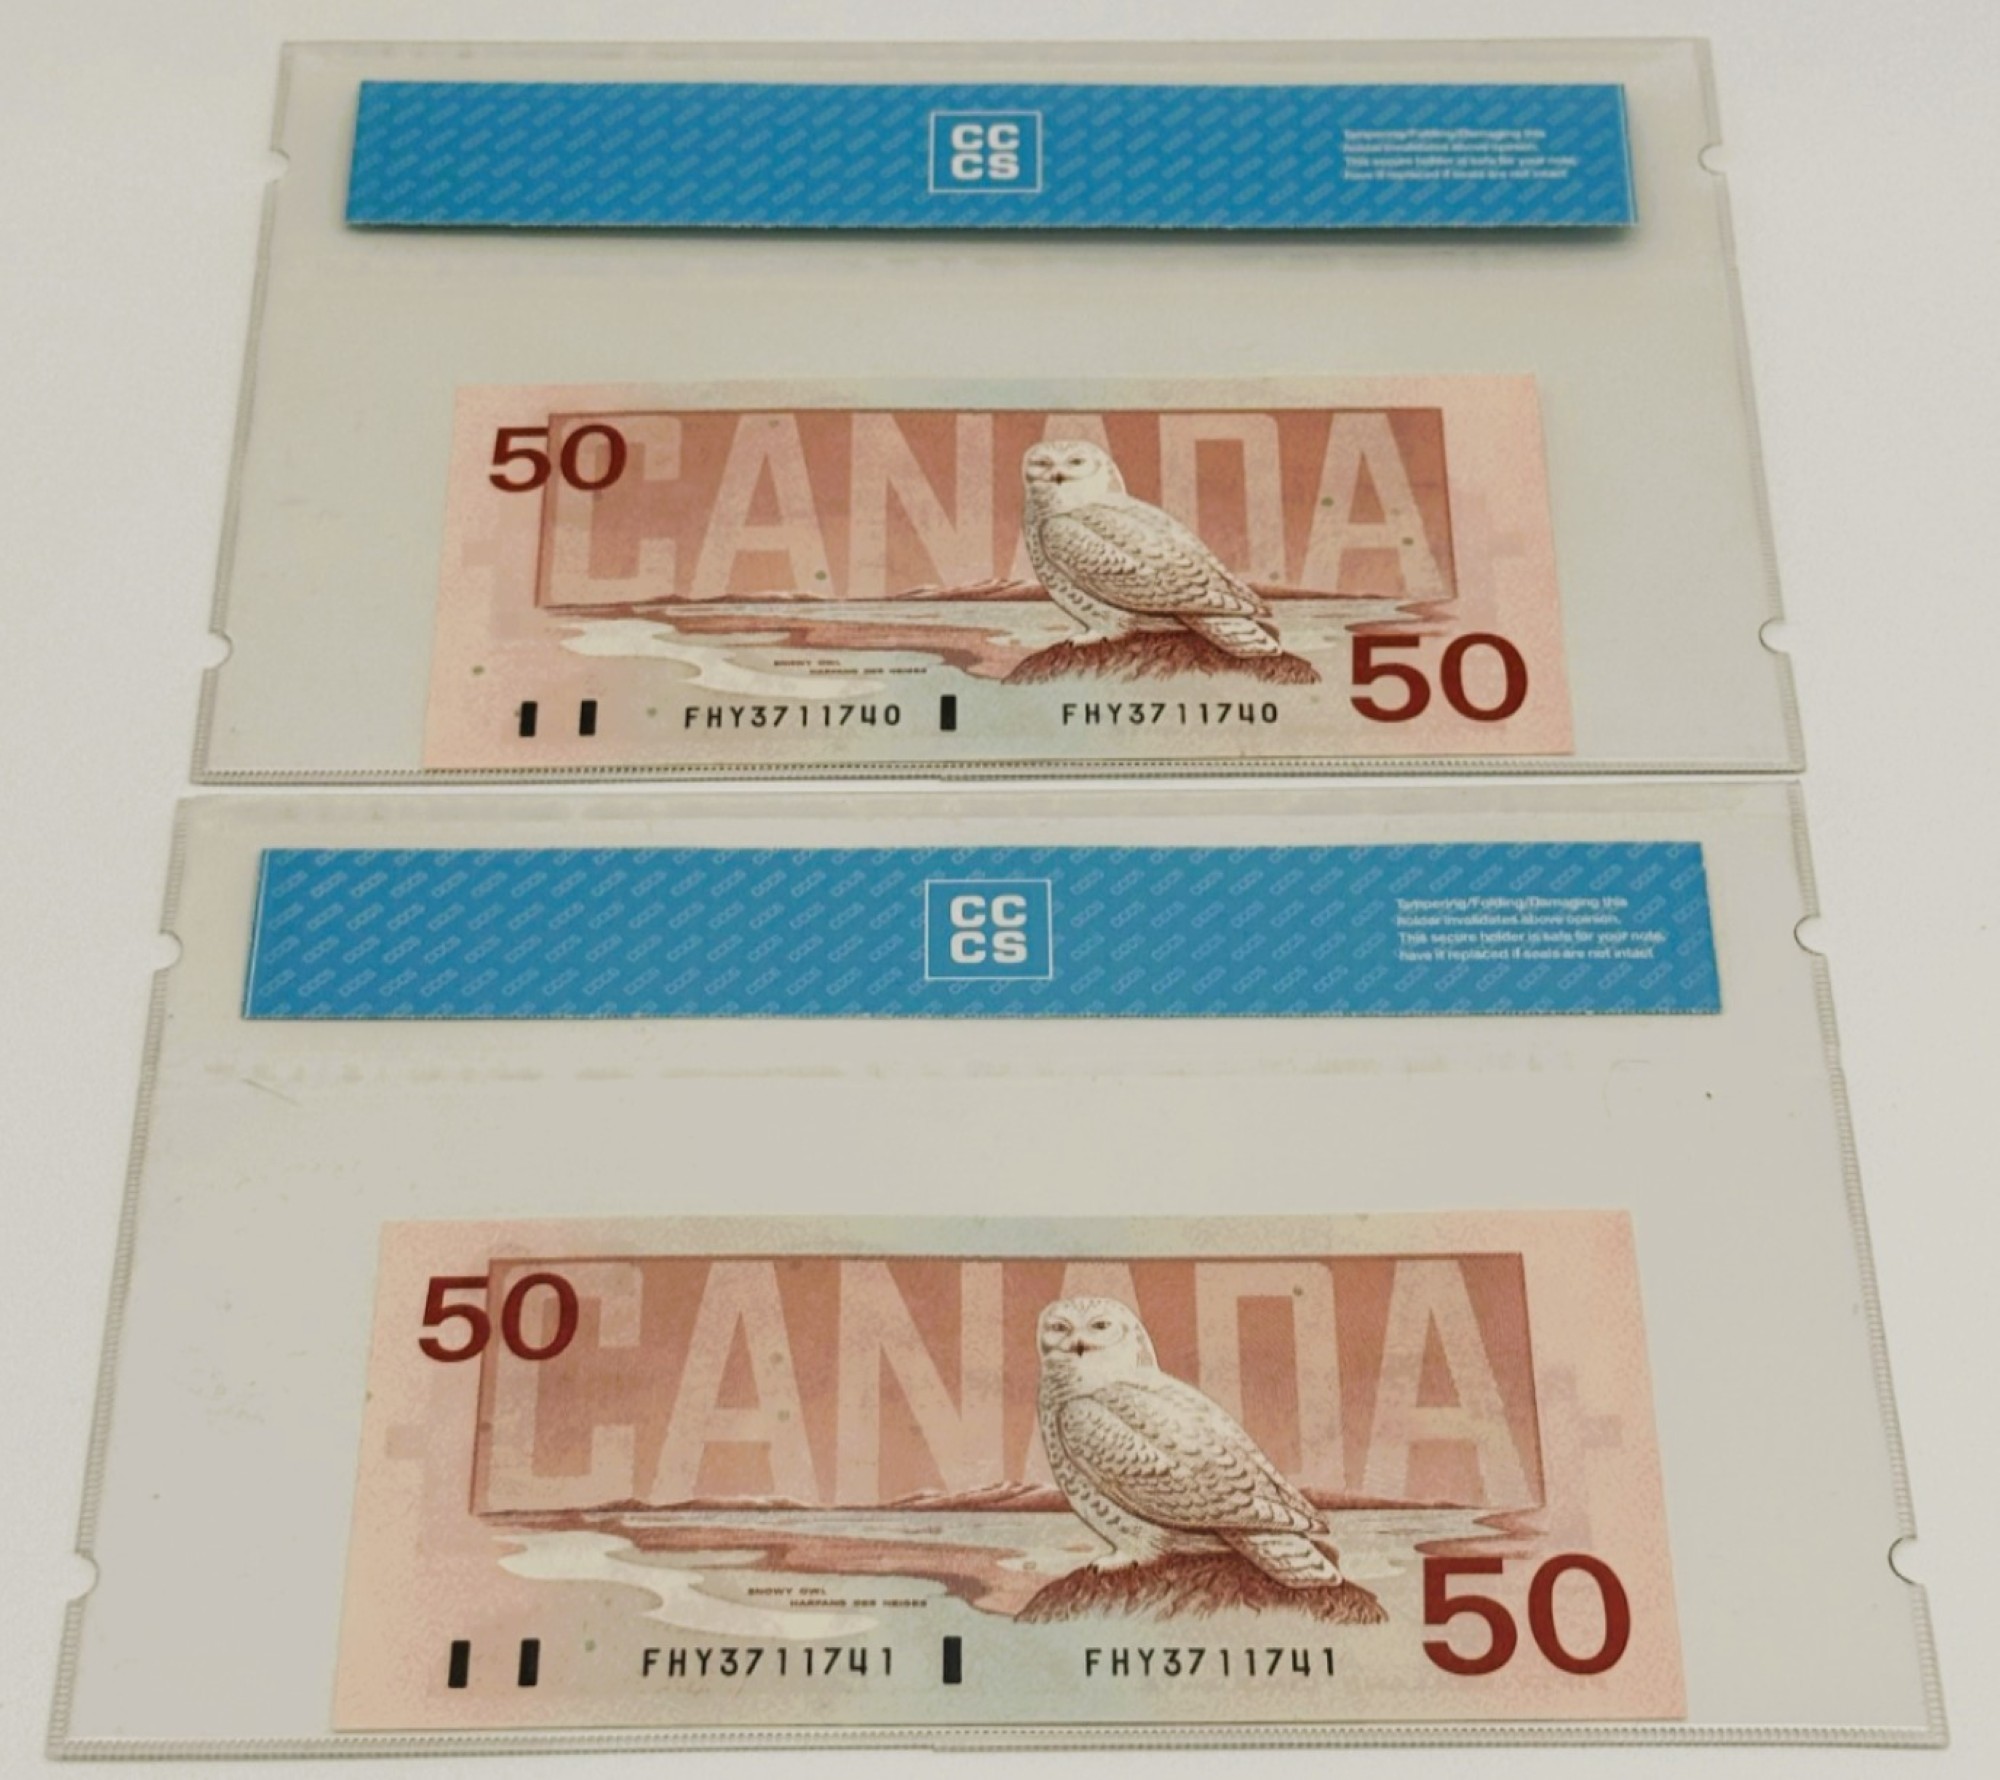 CC
CS
Tampering/Folding/Damaging this
holder invalidates above opinion.
This secure holder is safe for your note,
have it replaced if seals are not intact
50
CANADA
SNOWY OWL
HARFANG DES NEIGES
50
FHY3711740 FHY3711740
CC
CS
Tampering/Folding/Damaging this
holder invalidates above opinion.
This secure holder is safe for your note,
have it replaced if seals are not intact
50
CANADA
SNOWY OWL
HARFANG DES NEIGES
50
FHY3711741 FHY3711741